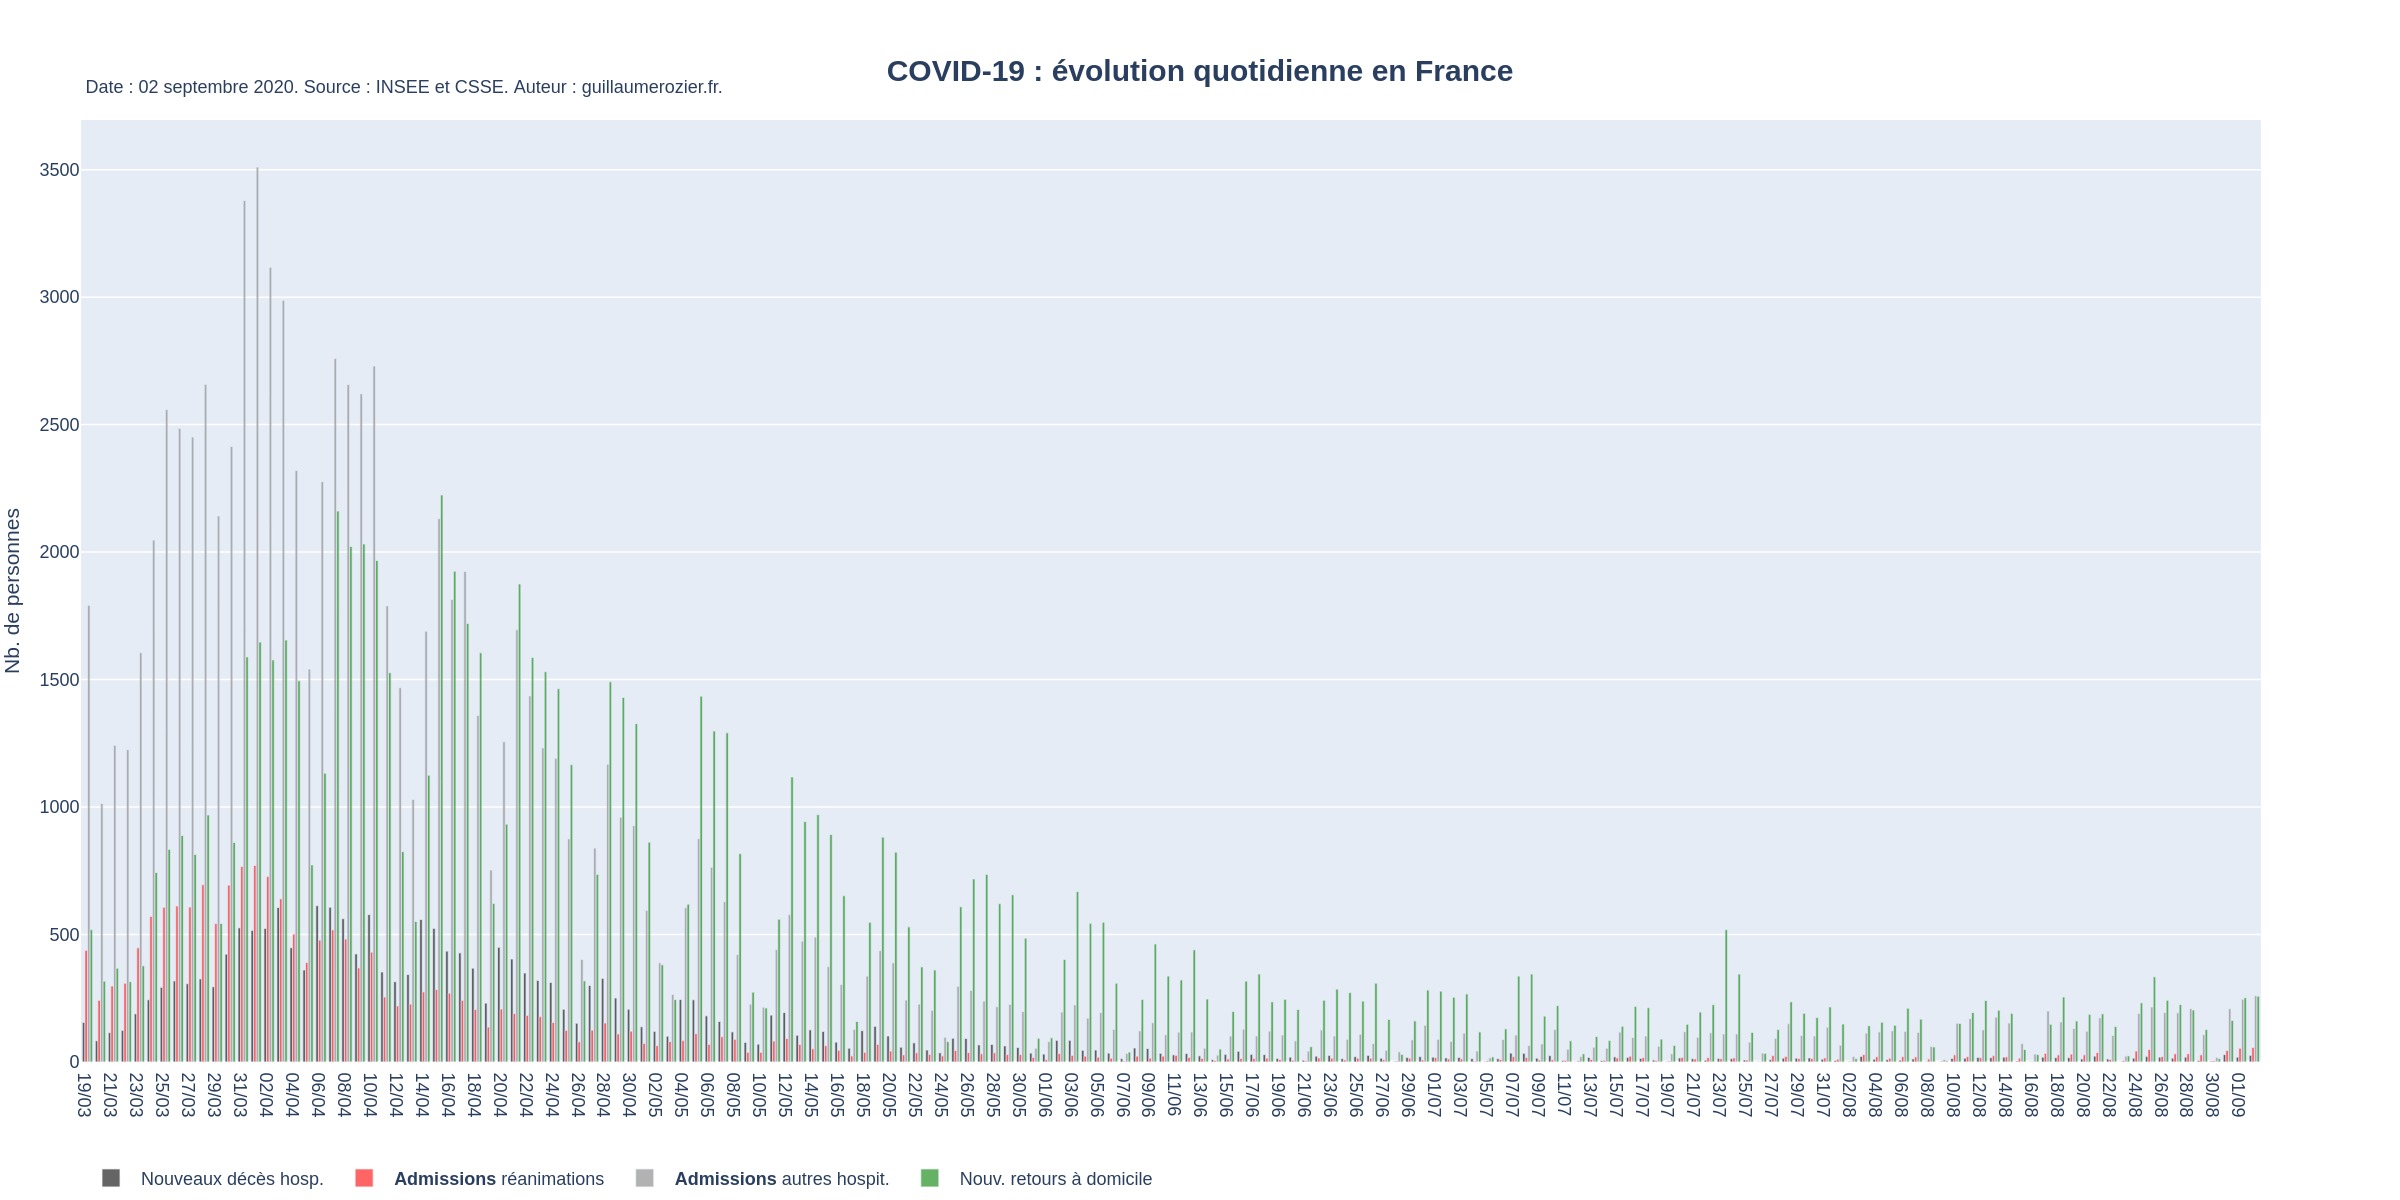 COVID-19 : évolution quotidienne en France
Date : 02 septembre 2020. Source : INSEE et CSSE. Auteur : guillaumerozier.fr.
Nb. de personnes
3500
3000
2500
2000
1500
1000
500
0
19/03 21/03 23/03 25/03 27/03 29/03 31/03 02/04 04/04 06/04 08/04 10/04 12/04 14/04 16/04 18/04 20/04 22/04 24/04 26/04 28/04 30/04 02/05 04/05 06/05 08/05 10/05 12/05 14/05 16/05 18/05 20/05 22/05 24/05 26/05 28/05 30/05 01/06 03/06 05/06 07/06 09/06 11/06 13/06 15/06 17/06 19/06 21/06 23/06 25/06 27/06 29/06 01/07 03/07 05/07 07/07 09/07 11/07 13/07 15/07 17/07 19/07 21/07 23/07 25/07 27/07 29/07 31/07 02/08 04/08 06/08 08/08 10/08 12/08 14/08 16/08 18/08 20/08 22/08 24/08 26/08 28/08 30/08 01/09
Nouveaux décès hosp. Admissions réanimations Admissions autres hospit. Nouv. retours à domicile